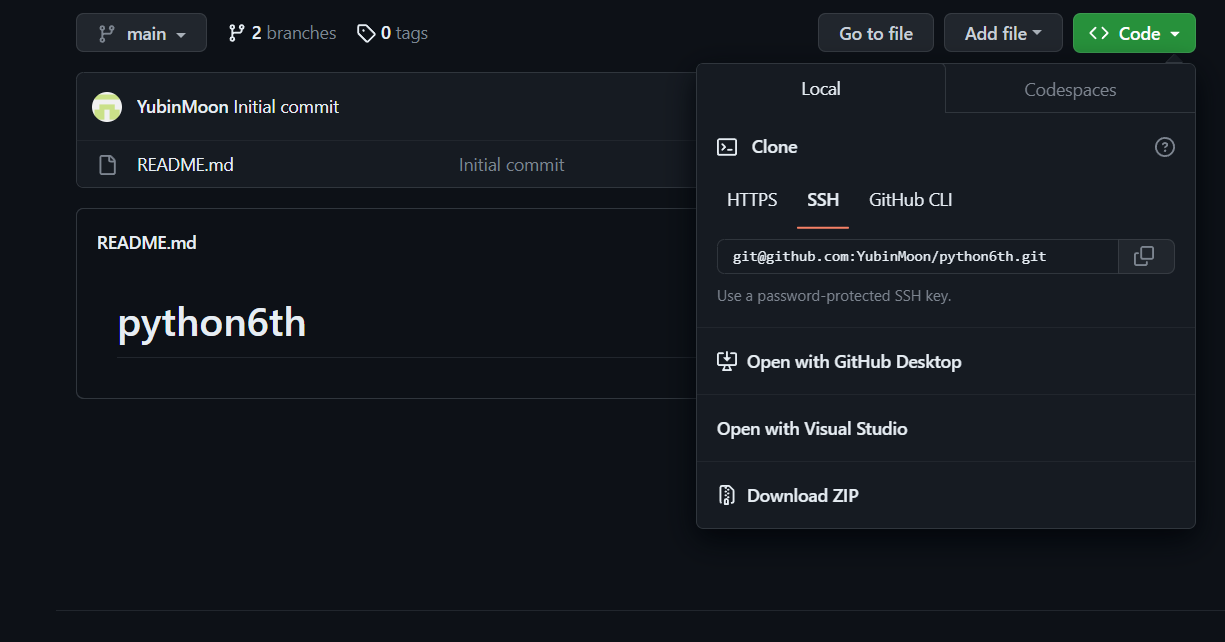 main 2 branches 0 tags Go to file Add file <> Code
YubinMoon Initial commit
README.md Initial commit
README.md
python6th
Local Codespaces
Clone
HTTPS SSH GitHub CLI
git@github.com:YubinMoon/python6th.git
Use a password-protected SSH key.
Open with GitHub Desktop
Open with Visual Studio
Download ZIP